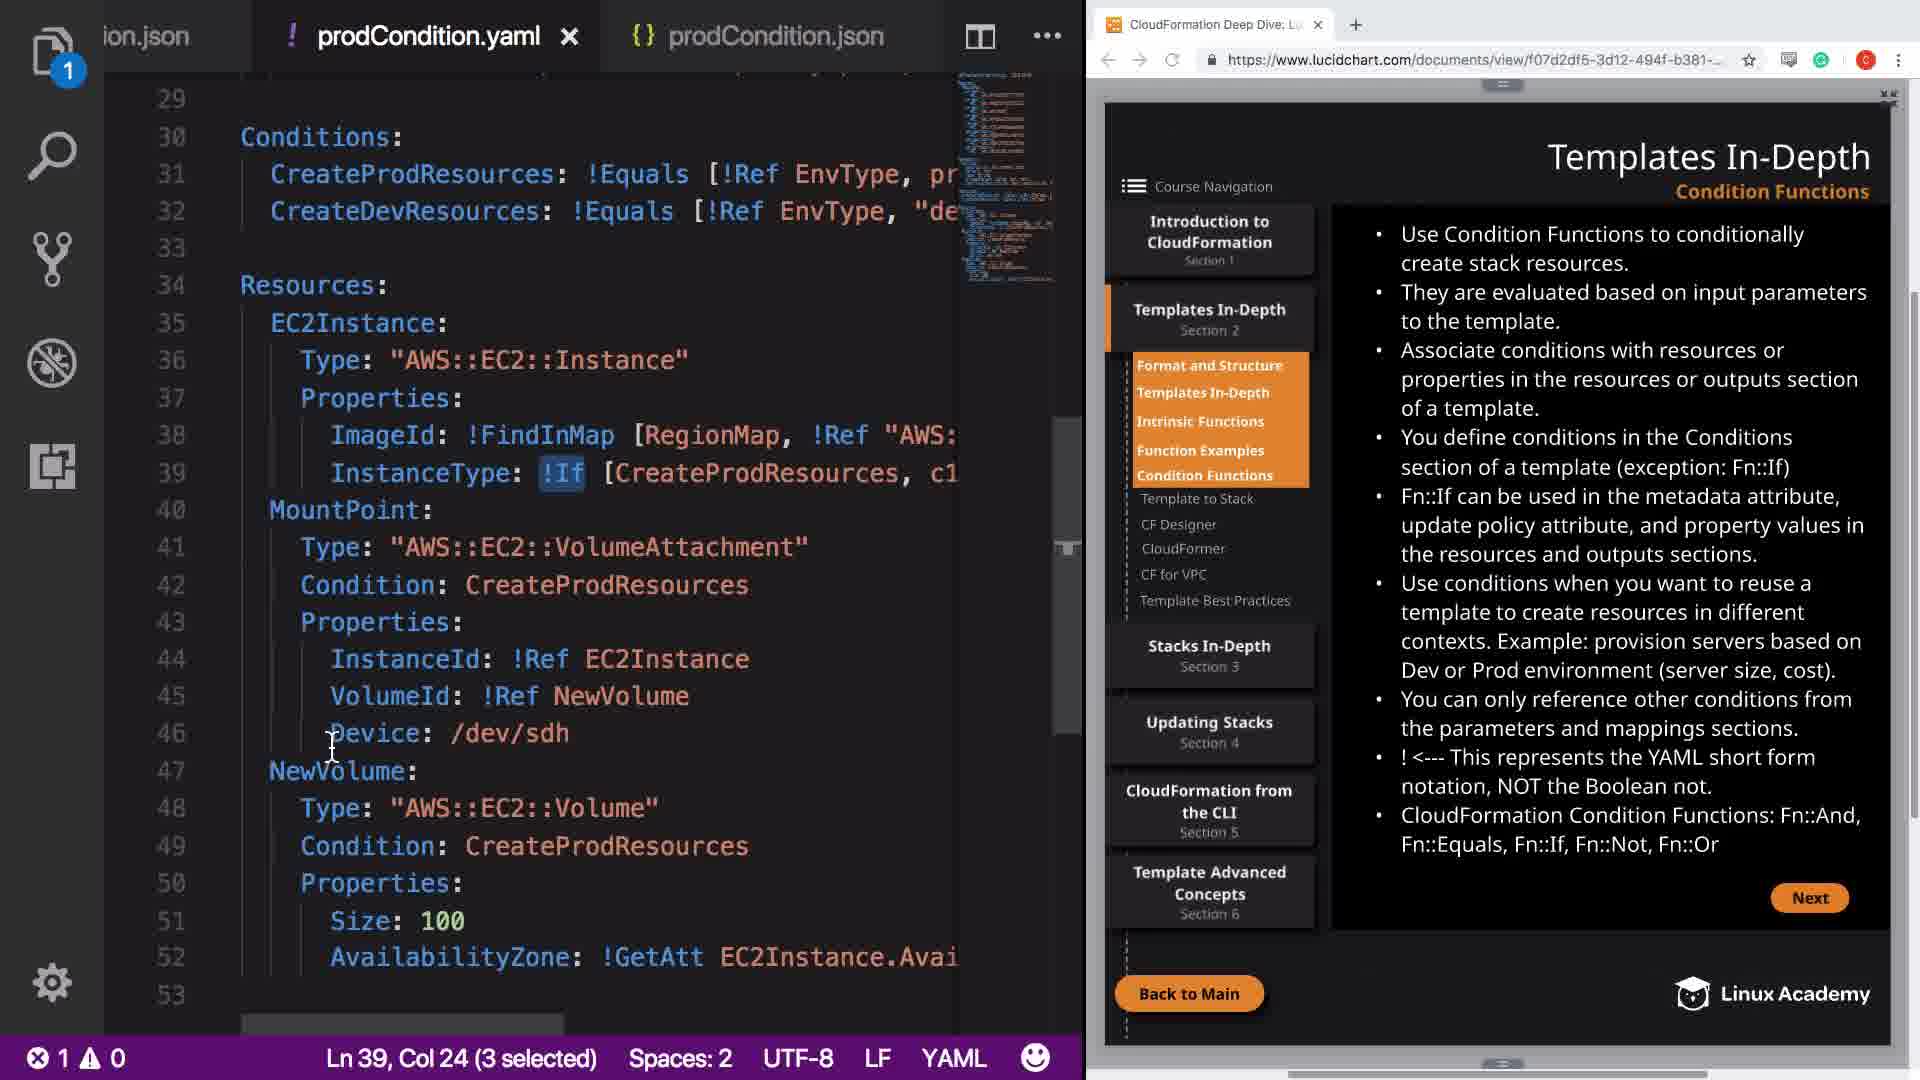 ion.json
! prodCondition.yaml ×
{} prodCondition.json
•••
1
29
30 Conditions:
31 CreateProdResources: !Equals [!Ref EnvType, pr
32 CreateDevResources: !Equals [!Ref EnvType, "de
33
34 Resources:
35 EC2Instance:
36 Type: "AWS::EC2::Instance"
37 Properties:
38 ImageId: !FindInMap [RegionMap, !Ref "AWS:
39 InstanceType: !If [CreateProdResources, c1
40 MountPoint:
41 Type: "AWS::EC2::VolumeAttachment"
42 Condition: CreateProdResources
43 Properties:
44 InstanceId: !Ref EC2Instance
45 VolumeId: !Ref NewVolume
46 Device: /dev/sdh
47 NewVolume:
48 Type: "AWS::EC2::Volume"
49 Condition: CreateProdResources
50 Properties:
51 Size: 100
52 AvailabilityZone: !GetAtt EC2Instance.Avai
53
1 0 Ln 39, Col 24 (3 selected) Spaces: 2 UTF-8 LF YAML
CloudFormation Deep Dive: Lu
https://www.lucidchart.com/documents/view/f07d2df5-3d12-494f-b381-...
C
Templates In-Depth
Condition Functions
Course Navigation
Introduction to
CloudFormation
Section 1
Templates In-Depth
Section 2
Format and Structure
Templates In-Depth
Intrinsic Functions
Function Examples
Condition Functions
Template to Stack
CF Designer
CloudFormer
CF for VPC
Template Best Practices
Stacks In-Depth
Section 3
Updating Stacks
Section 4
CloudFormation from
the CLI
Section 5
Template Advanced
Concepts
Section 6
Back to Main
• Use Condition Functions to conditionally
create stack resources.
• They are evaluated based on input parameters
to the template.
• Associate conditions with resources or
properties in the resources or outputs section
of a template.
• You define conditions in the Conditions
section of a template (exception: Fn::If)
• Fn::If can be used in the metadata attribute,
update policy attribute, and property values in
the resources and outputs sections.
• Use conditions when you want to reuse a
template to create resources in different
contexts. Example: provision servers based on
Dev or Prod environment (server size, cost).
• You can only reference other conditions from
the parameters and mappings sections.
• ! <--- This represents the YAML short form
notation, NOT the Boolean not.
• CloudFormation Condition Functions: Fn::And,
Fn::Equals, Fn::If, Fn::Not, Fn::Or
Next
Linux Academy